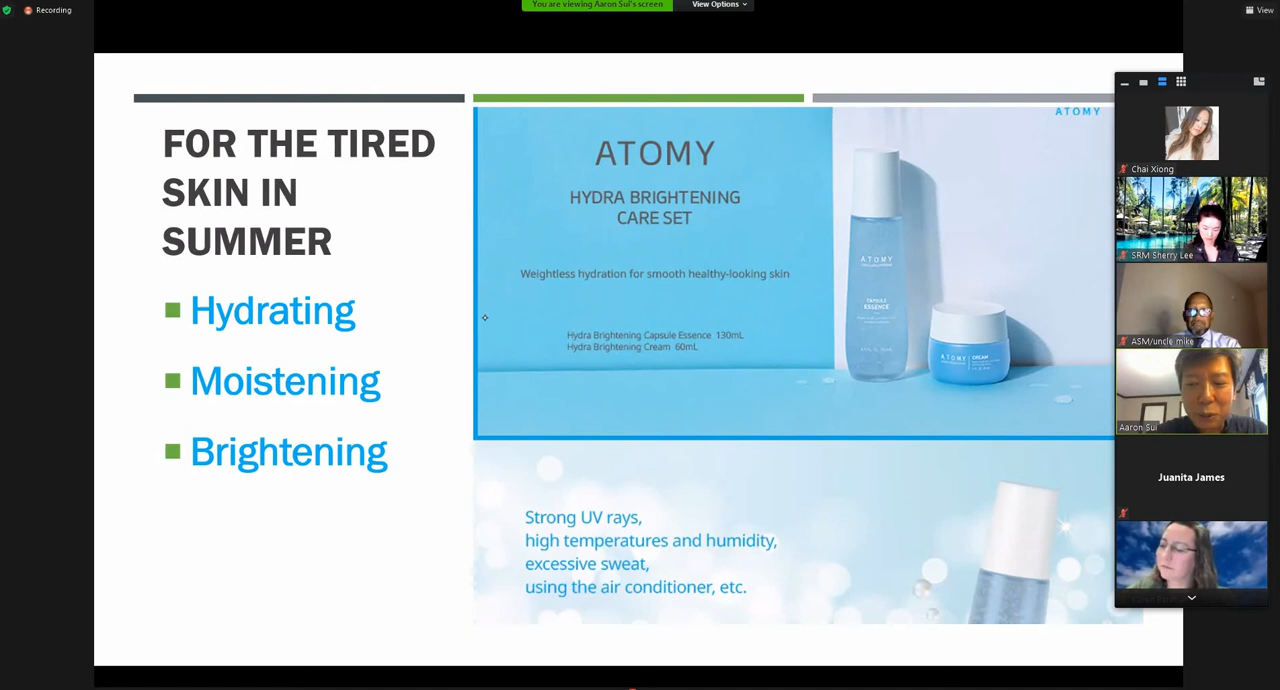 Recording
You are viewing Aaron Sui's screen
View Options
View
FOR THE TIRED
SKIN IN
SUMMER
Hydrating
Moistening
Brightening
ATOMY
HYDRA BRIGHTENING
CARE SET
Weightless hydration for smooth healthy-looking skin
Hydra Brightening Capsule Essence 130mL
Hydra Brightening Cream 60mL
ATOMY
ATOMY
CAPSULE
ESSENCE
ATOMY
CREAM
Strong UV rays,
high temperatures and humidity,
excessive sweat,
using the air conditioner, etc.
Chai Xiong
SRM Sherry Lee
ASM/uncle mike
Aaron Sui
Juanita James